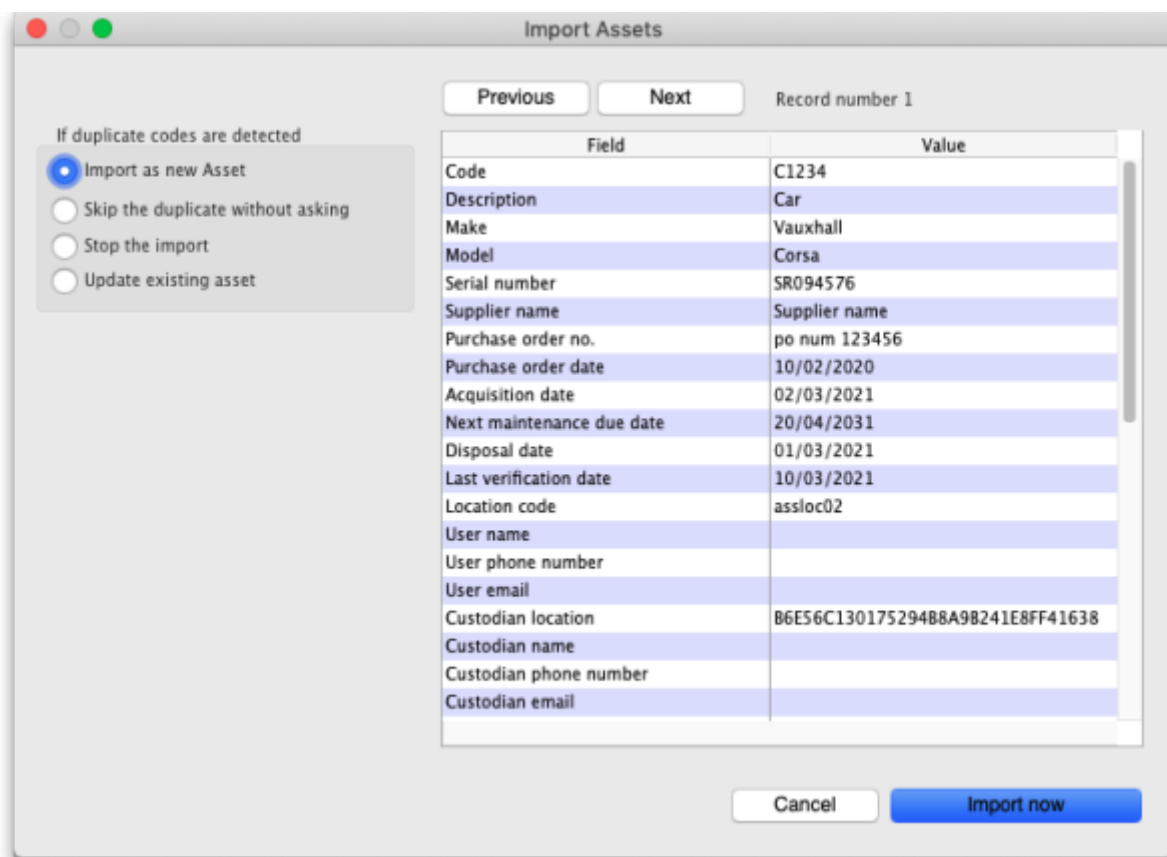 Import Assets
Previous Next Record number 1
If duplicate codes are detected
Import as new Asset
Skip the duplicate without asking
Stop the import
Update existing asset
Field Value
Code C1234
Description Car
Make Vauxhall
Model Corsa
Serial number SR094576
Supplier name Supplier name
Purchase order no. po num 123456
Purchase order date 10/02/2020
Acquisition date 02/03/2021
Next maintenance due date 20/04/2031
Disposal date 01/03/2021
Last verification date 10/03/2021
Location code assloc02
User name
User phone number
User email
Custodian location B6E56C130175294B8A9B241E8FF41638
Custodian name
Custodian phone number
Custodian email
Cancel Import now